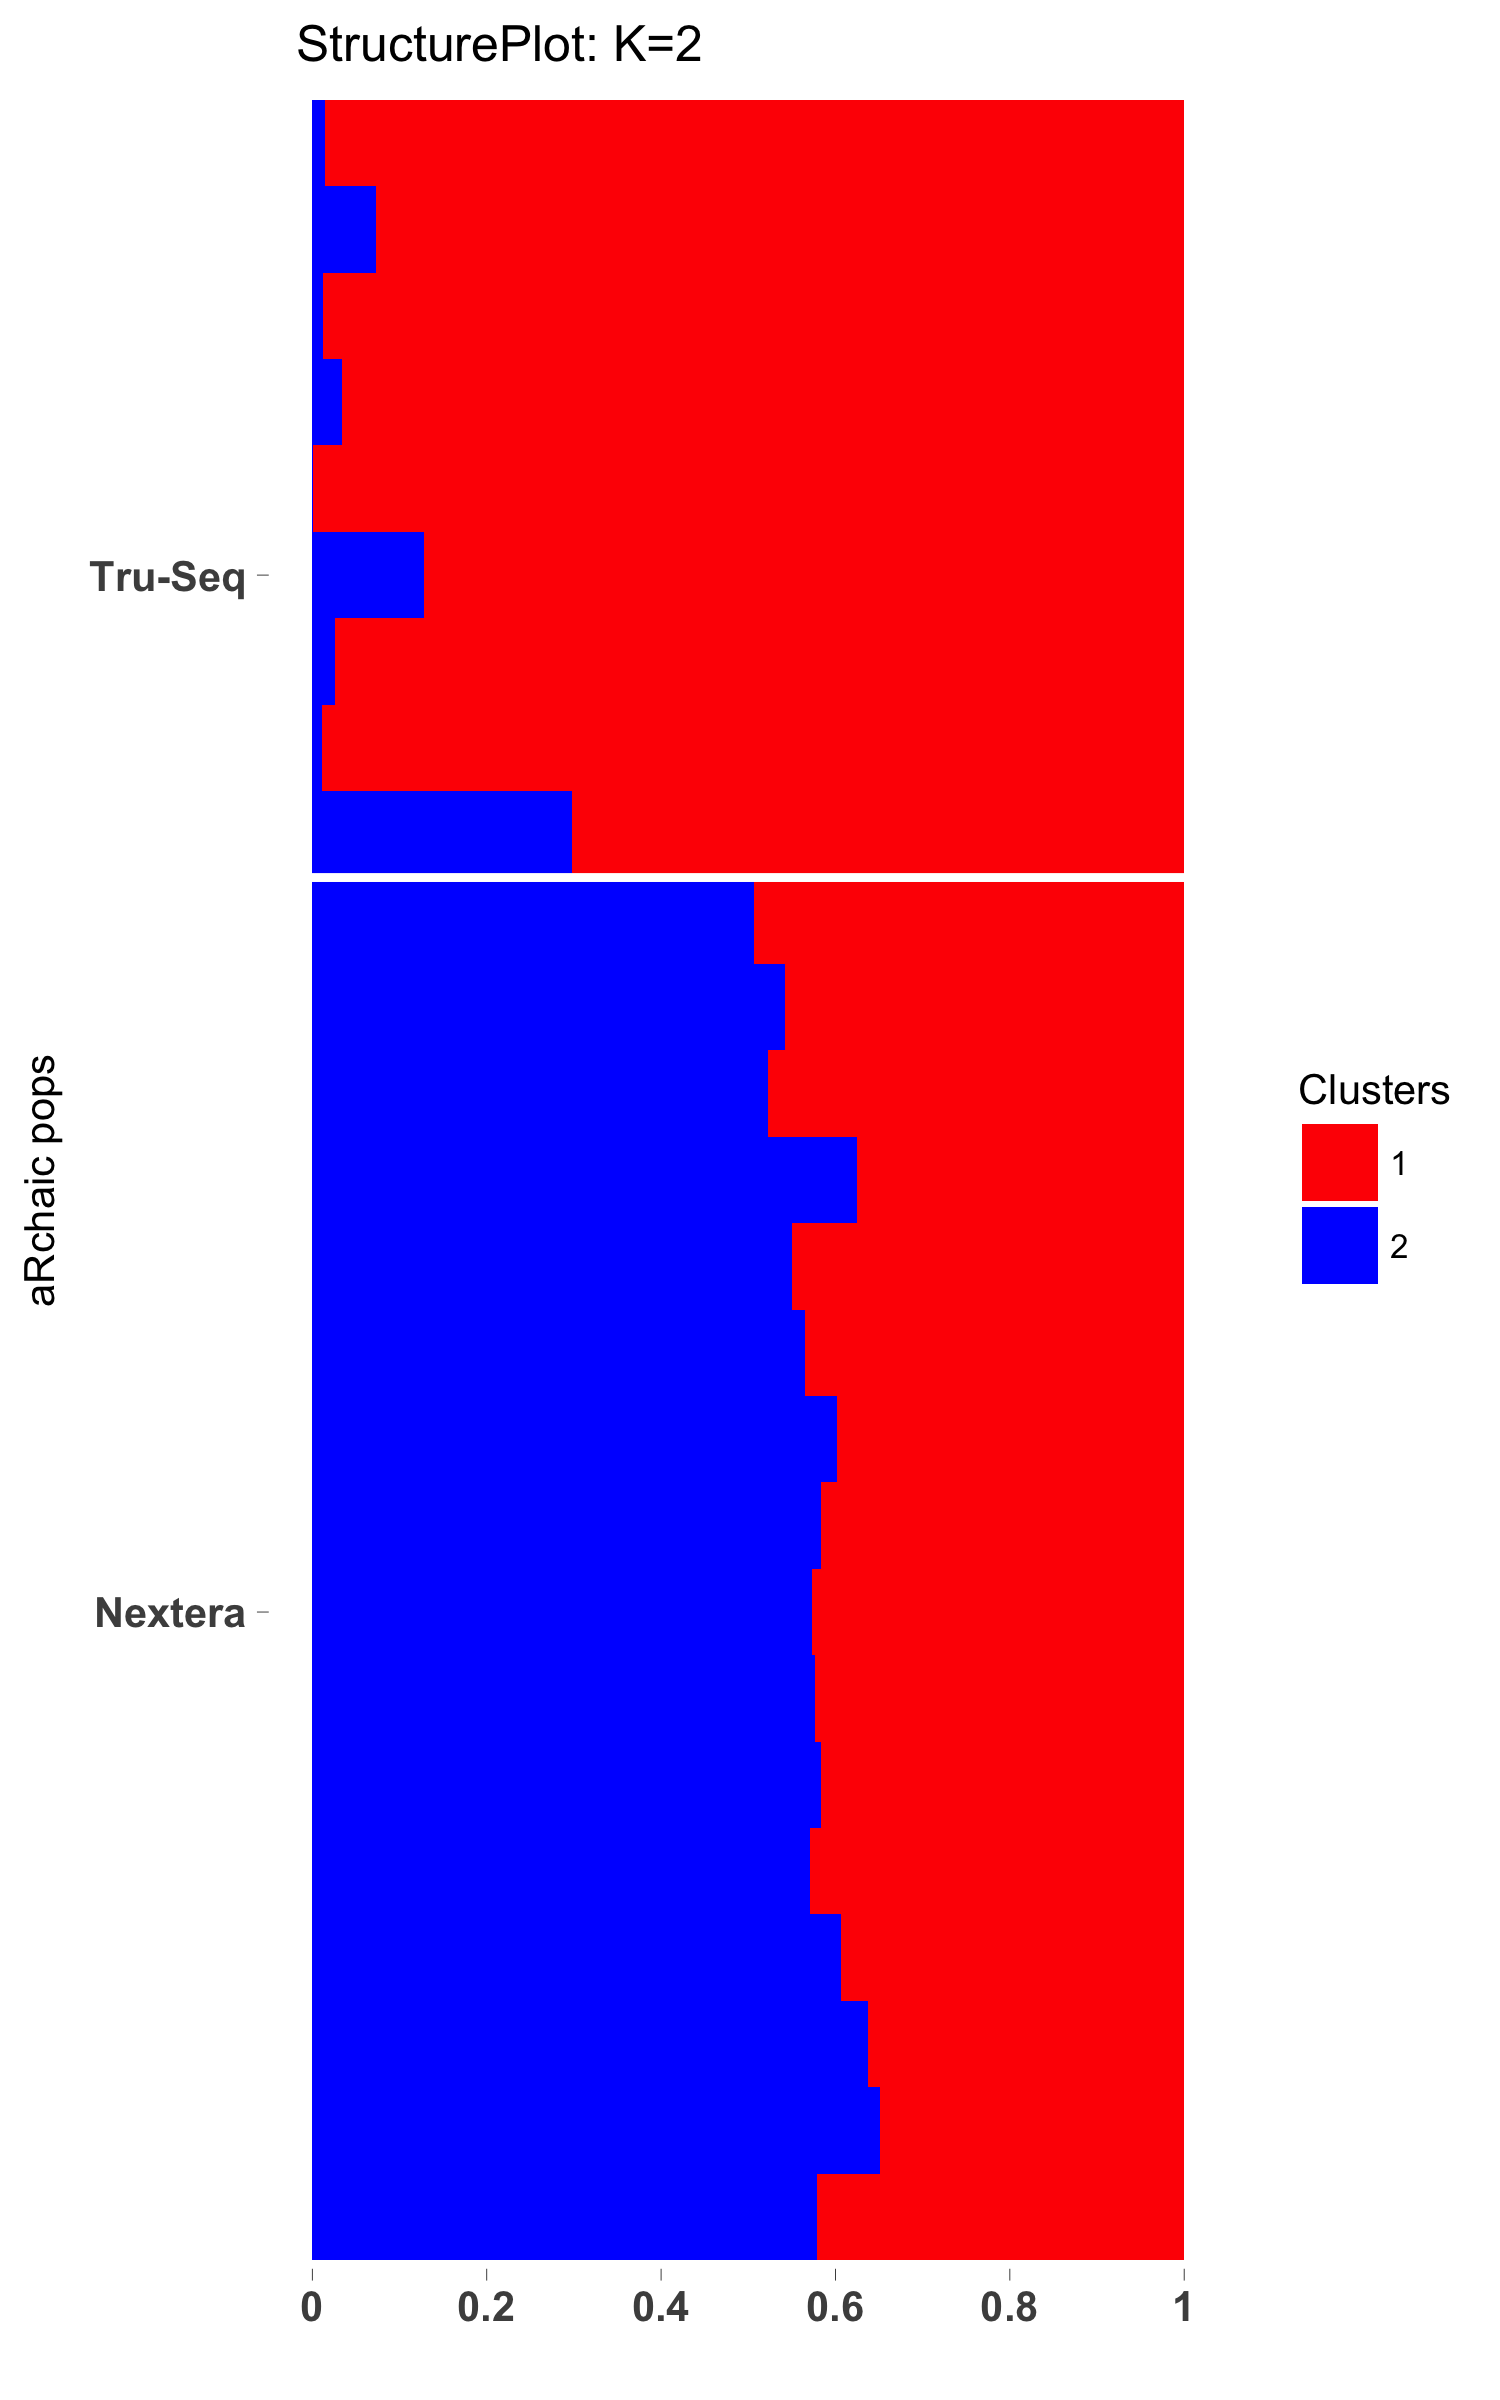 StructurePlot: K=2
Tru-Seq
aRchaic pops
Clusters
1
2
Nextera
0 0.2 0.4 0.6 0.8 1